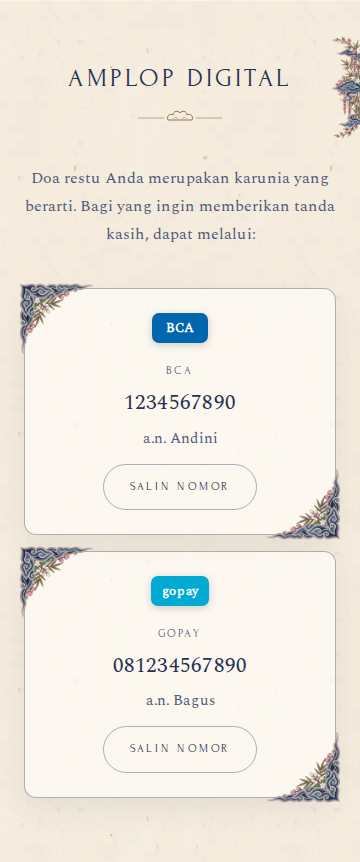 AMPLOP DIGITAL
Doa restu Anda merupakan karunia yang
berarti. Bagi yang ingin memberikan tanda
kasih, dapat melalui:
BCA
BCA
1234567890
a.n. Andini
SALIN NOMOR
gopay
GOPAY
081234567890
a.n. Bagus
SALIN NOMOR